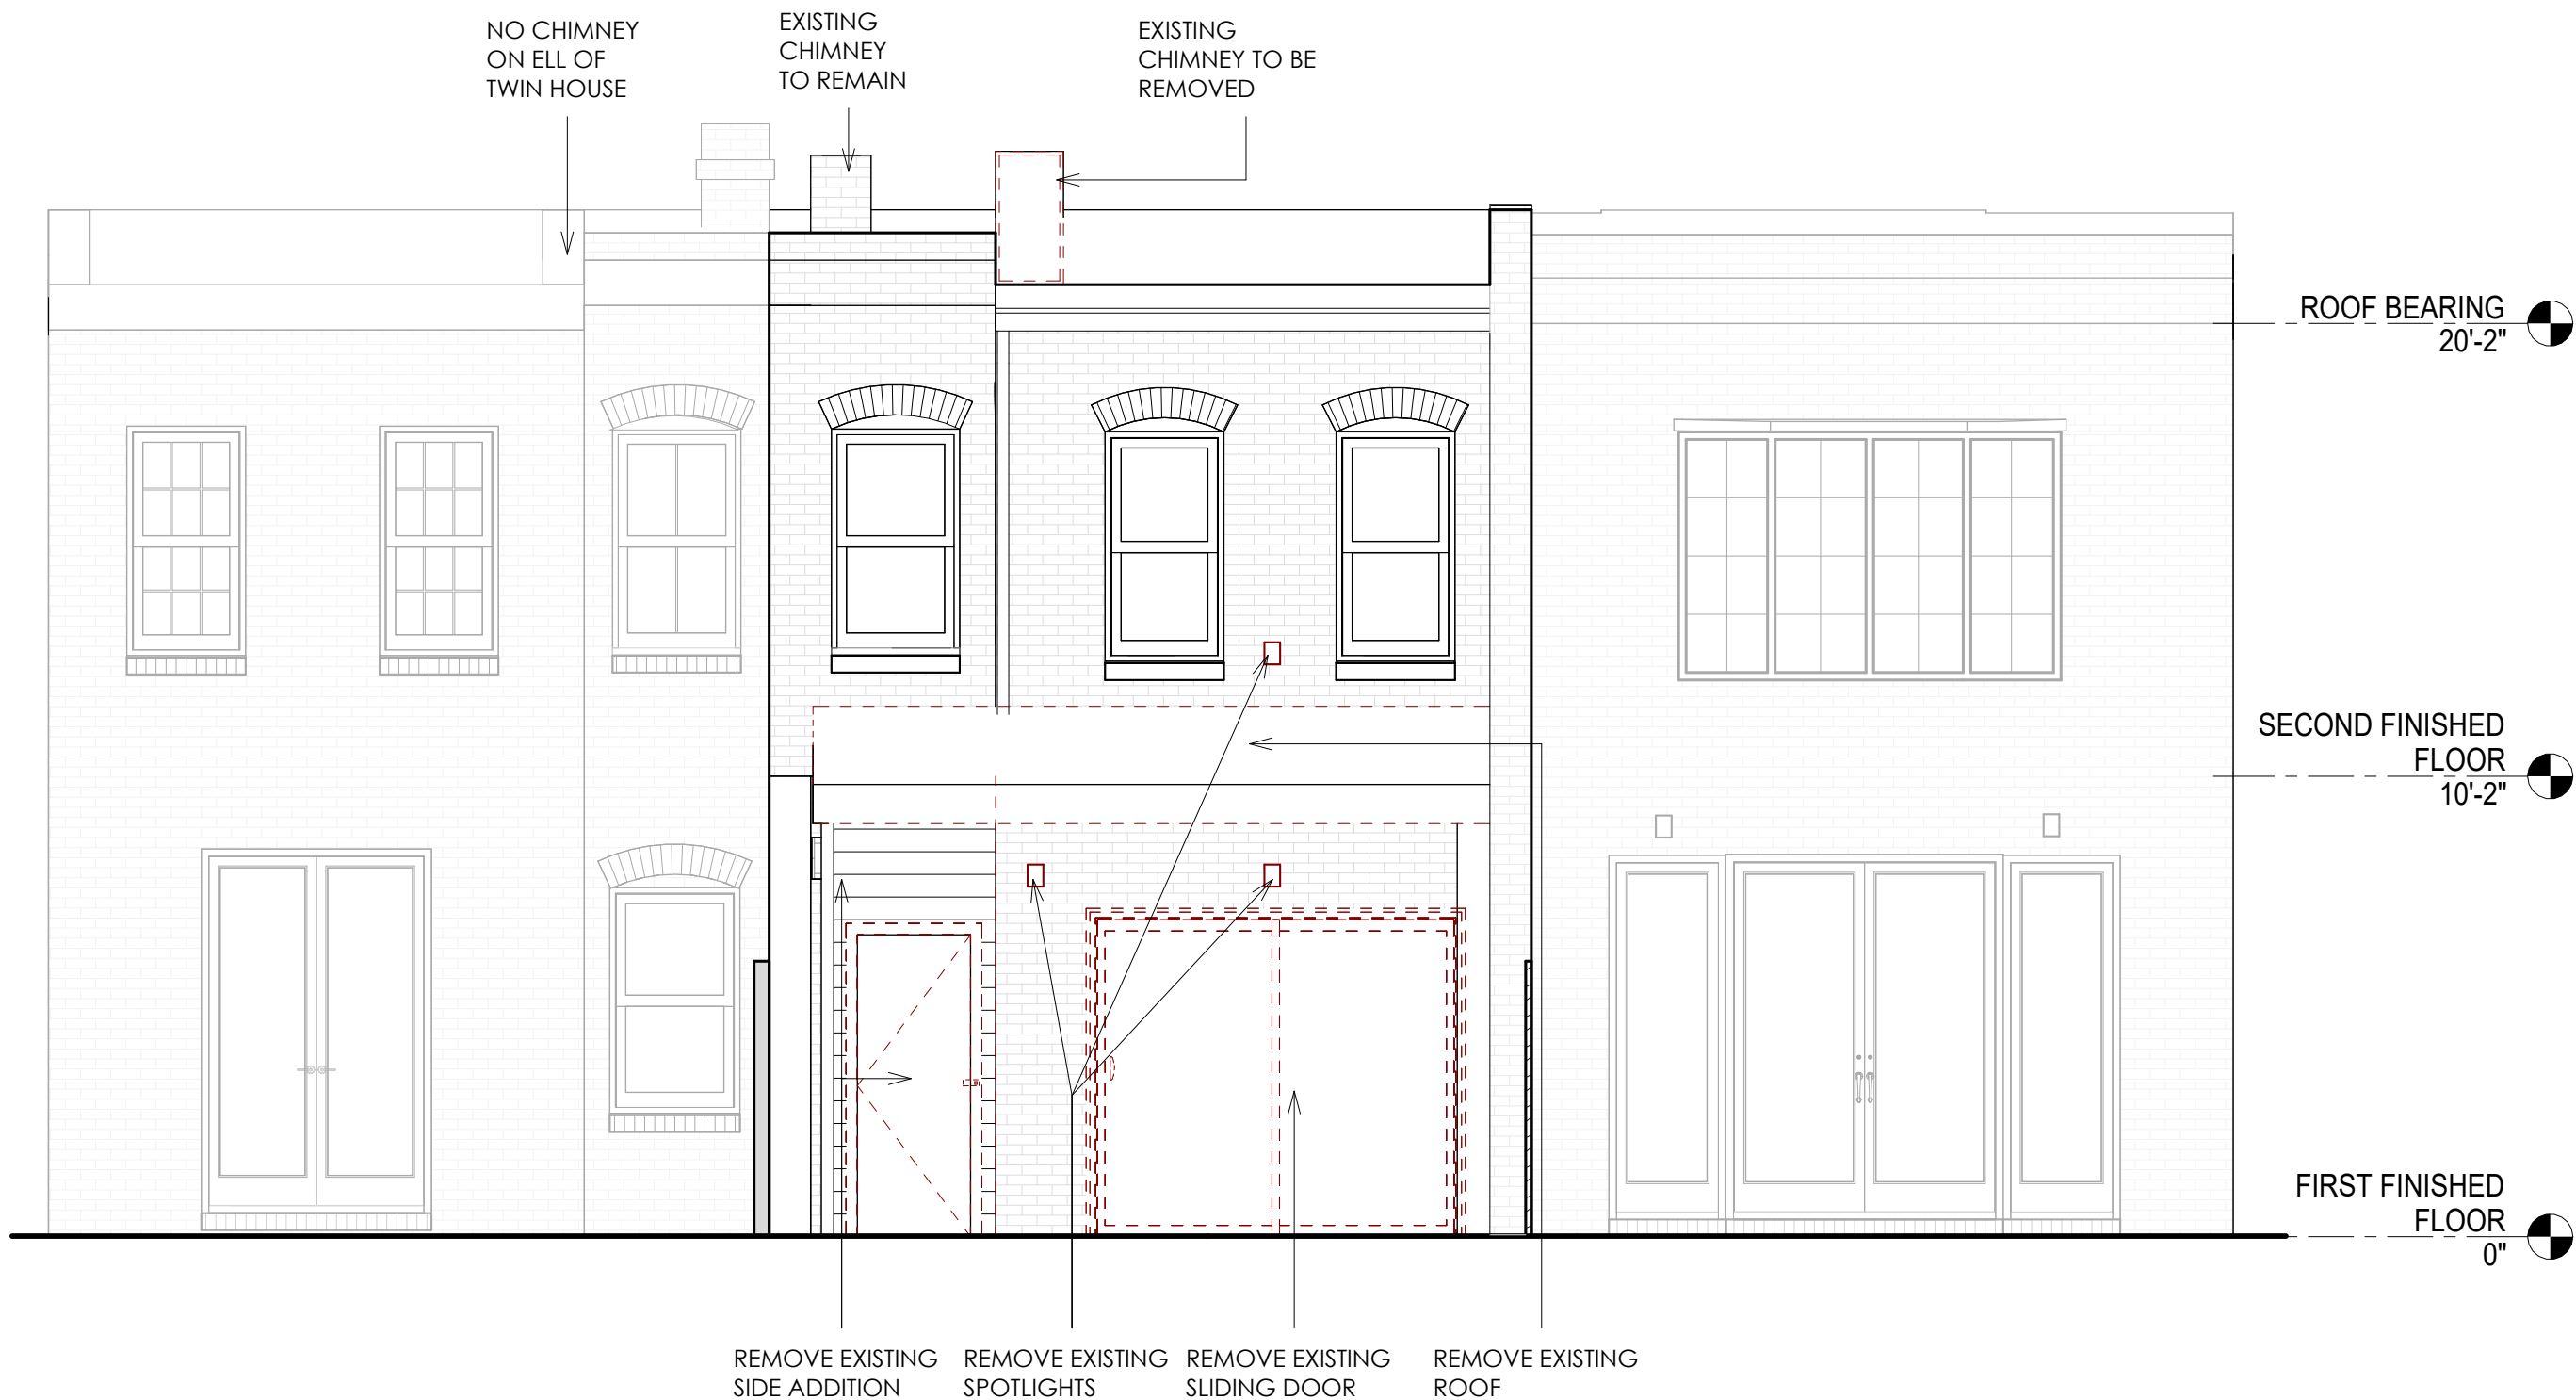 NO CHIMNEY
ON ELL OF
TWIN HOUSE
EXISTING
CHIMNEY
TO REMAIN
EXISTING
CHIMNEY TO BE
REMOVED
ROOF BEARING
20'-2"
SECOND FINISHED
FLOOR
10'-2"
FIRST FINISHED
FLOOR
0"
REMOVE EXISTING
SIDE ADDITION
REMOVE EXISTING
SPOTLIGHTS
REMOVE EXISTING
SLIDING DOOR
REMOVE EXISTING
ROOF